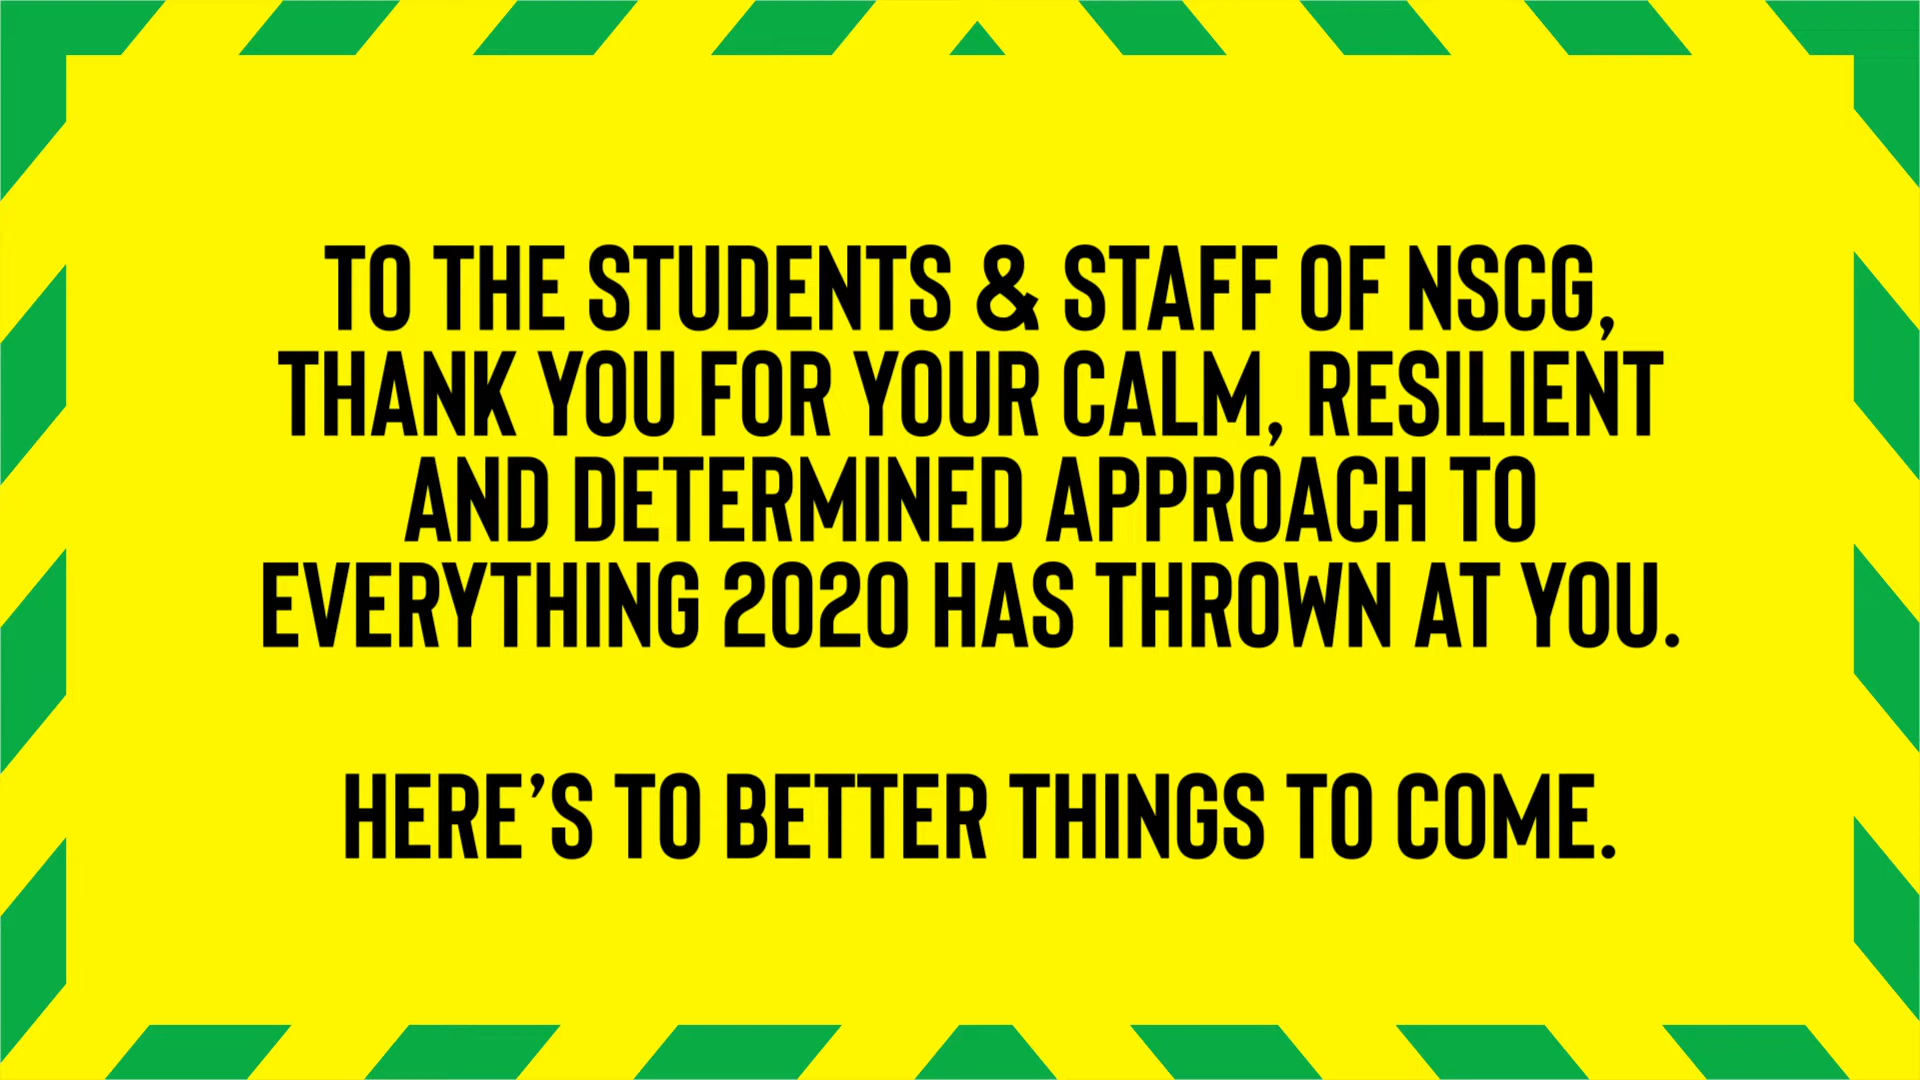 TO THE STUDENTS & STAFF OF NSCG,
THANK YOU FOR YOUR CALM, RESILIENT
AND DETERMINED APPROACH TO
EVERYTHING 2020 HAS THROWN AT YOU.
HERE’S TO BETTER THINGS TO COME.